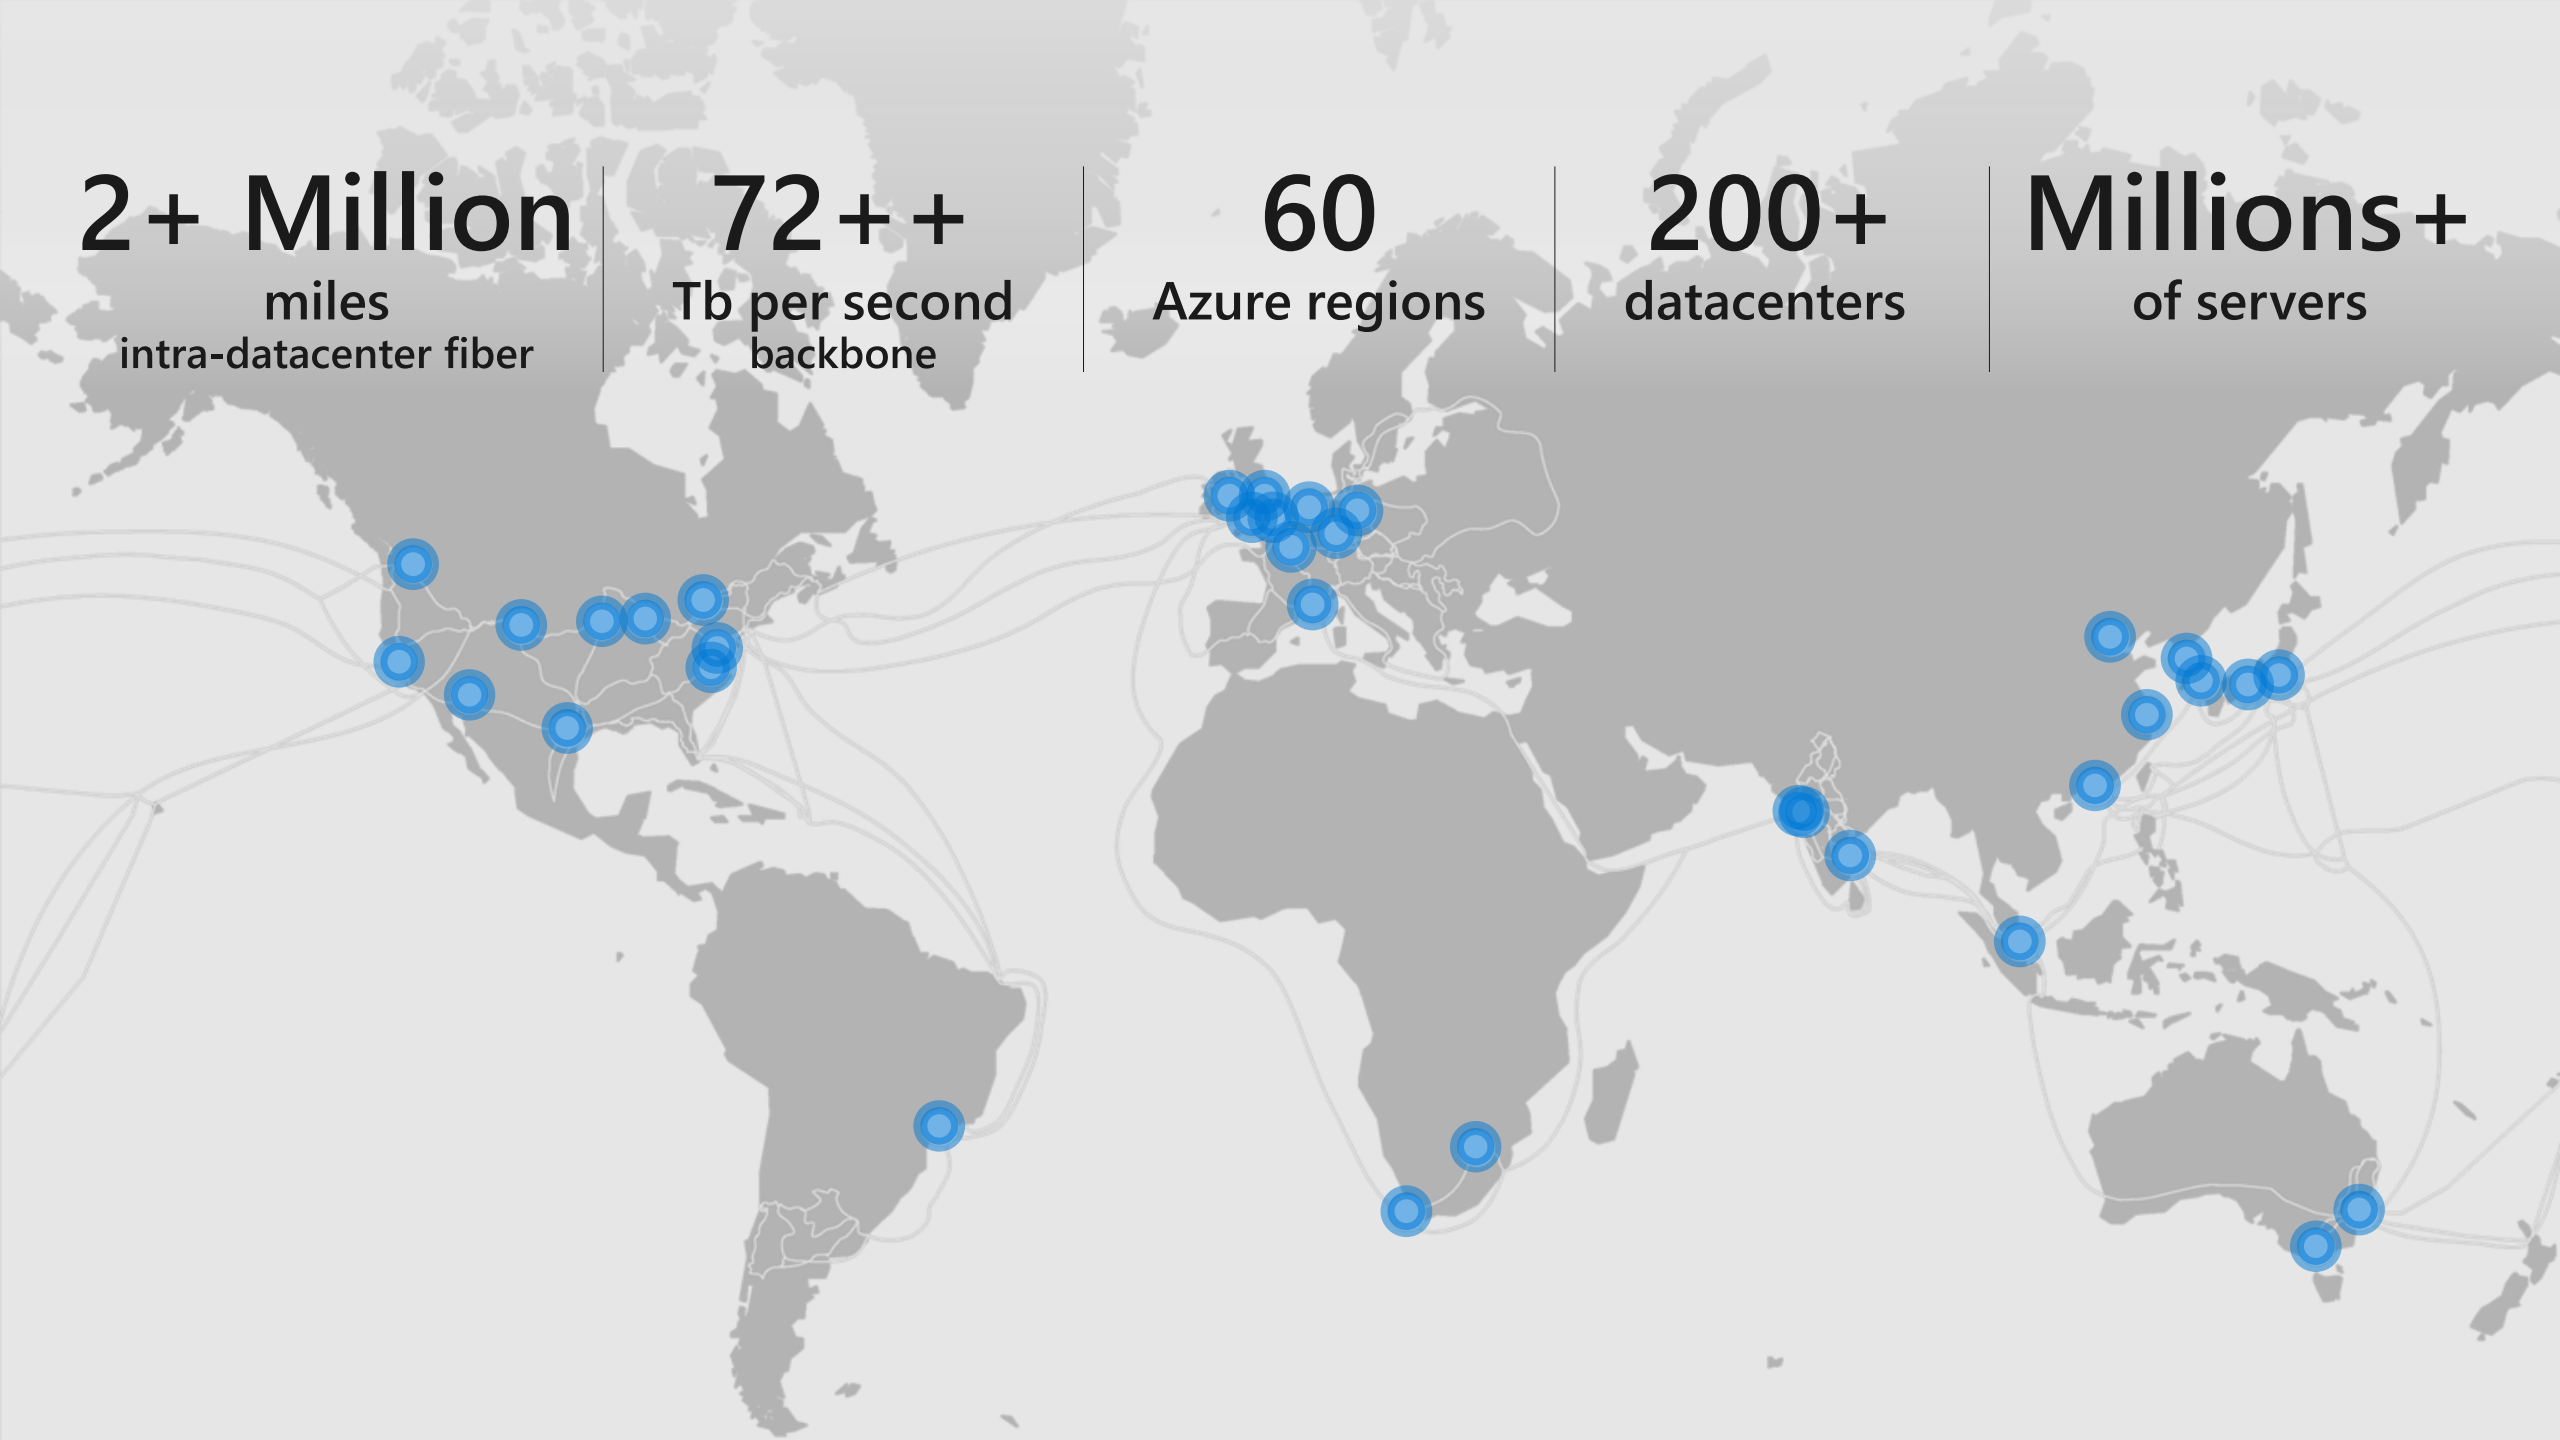 2+ Million
miles
intra-datacenter fiber
72++
Tb per second
backbone
60
Azure regions
200+
datacenters
Millions+
of servers